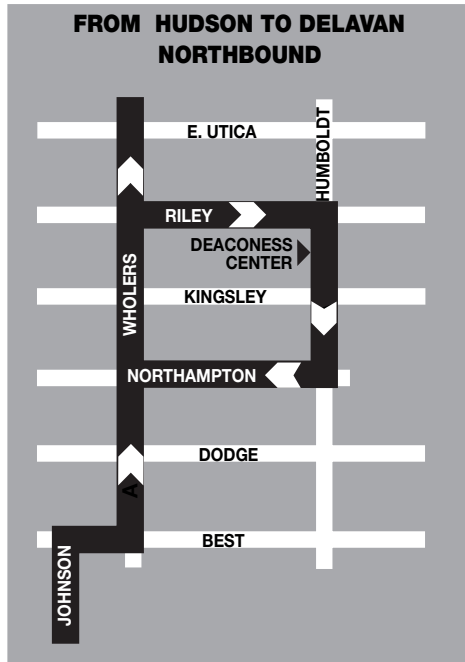 FROM HUDSON TO DELAVAN
NORTHBOUND
E. UTICA
HUMBOLDT
RILEY
DEACONESS
CENTER
WHOLERS
KINGSLEY
NORTHAMPTON
DODGE
A
BEST
JOHNSON